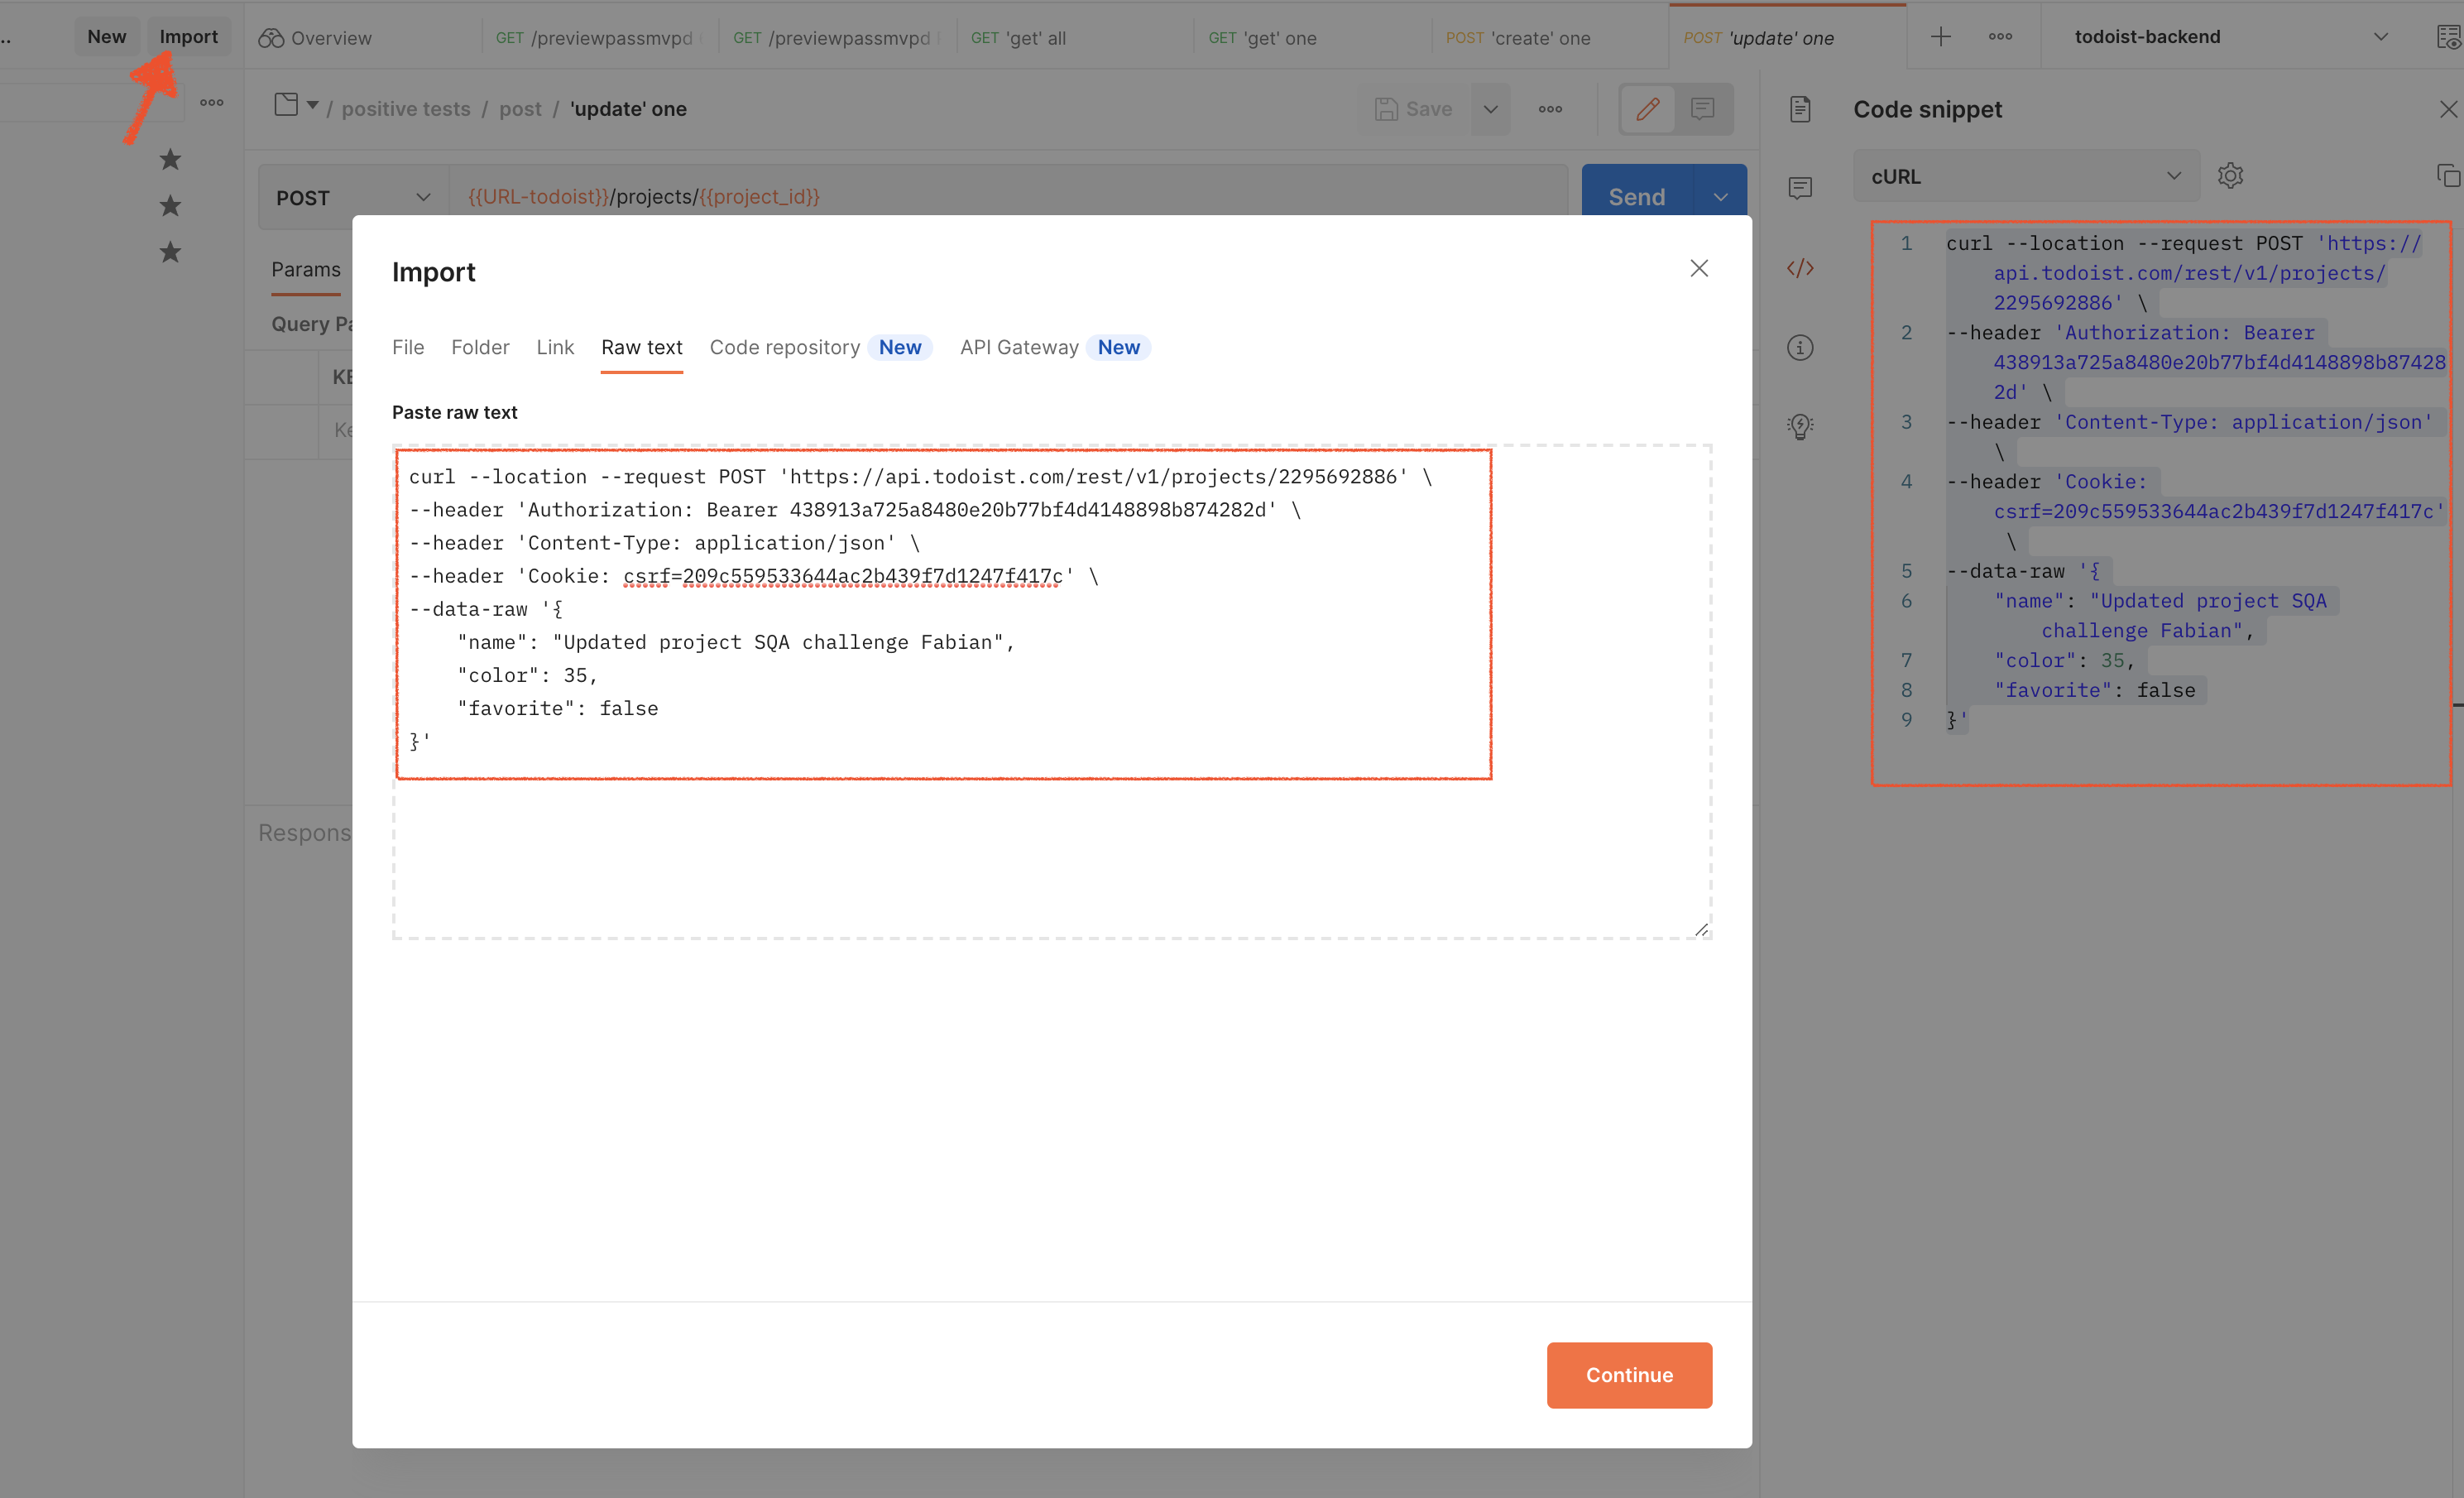 ..
New
Import
Overview
GET /previewpassmvpd
GET /previewpassmvpd
GET 'get' all
GET 'get' one
POST 'create' one
POST 'update' one
todoist-backend
/ positive tests / post / 'update' one
Save
Code snippet
POST
{{URL-todoist}}/projects/{{project_id}}
Send
cURL
Params
Query Pa
KE
Ke
Respons
Import
File
Folder
Link
Raw text
Code repository New
API Gateway New
Paste raw text
curl --location --request POST 'https://api.todoist.com/rest/v1/projects/2295692886' \
--header 'Authorization: Bearer 438913a725a8480e20b77bf4d4148898b874282d' \
--header 'Content-Type: application/json' \
--header 'Cookie: csrf=209c559533644ac2b439f7d1247f417c' \
--data-raw '{
"name": "Updated project SQA challenge Fabian",
"color": 35,
"favorite": false
}'
Continue
1 curl --location --request POST 'https://
api.todoist.com/rest/v1/projects/
2295692886' \
2 --header 'Authorization: Bearer
438913a725a8480e20b77bf4d4148898b87428
2d' \
3 --header 'Content-Type: application/json'
\
4 --header 'Cookie:
csrf=209c559533644ac2b439f7d1247f417c'
\
5 --data-raw '{
6 "name": "Updated project SQA
challenge Fabian",
7 "color": 35,
8 "favorite": false
9 }'